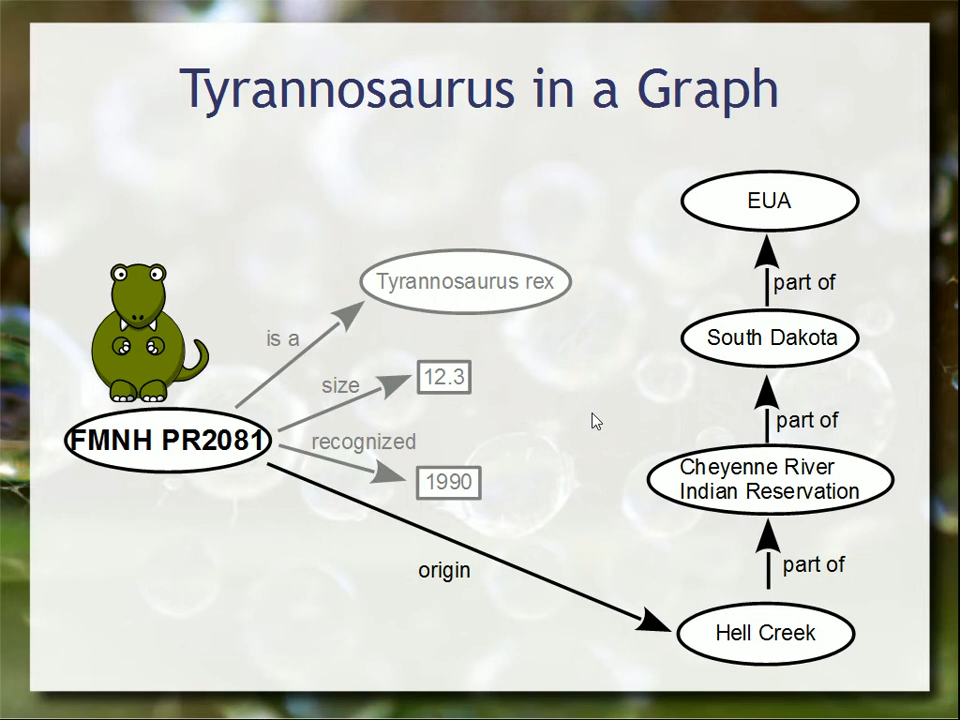 Tyrannosaurus in a Graph
EUA
part of
Tyrannosaurus rex
is a
South Dakota
size
12.3
part of
FMNH PR2081
recognized
1990
Cheyenne River
Indian Reservation
origin
part of
Hell Creek